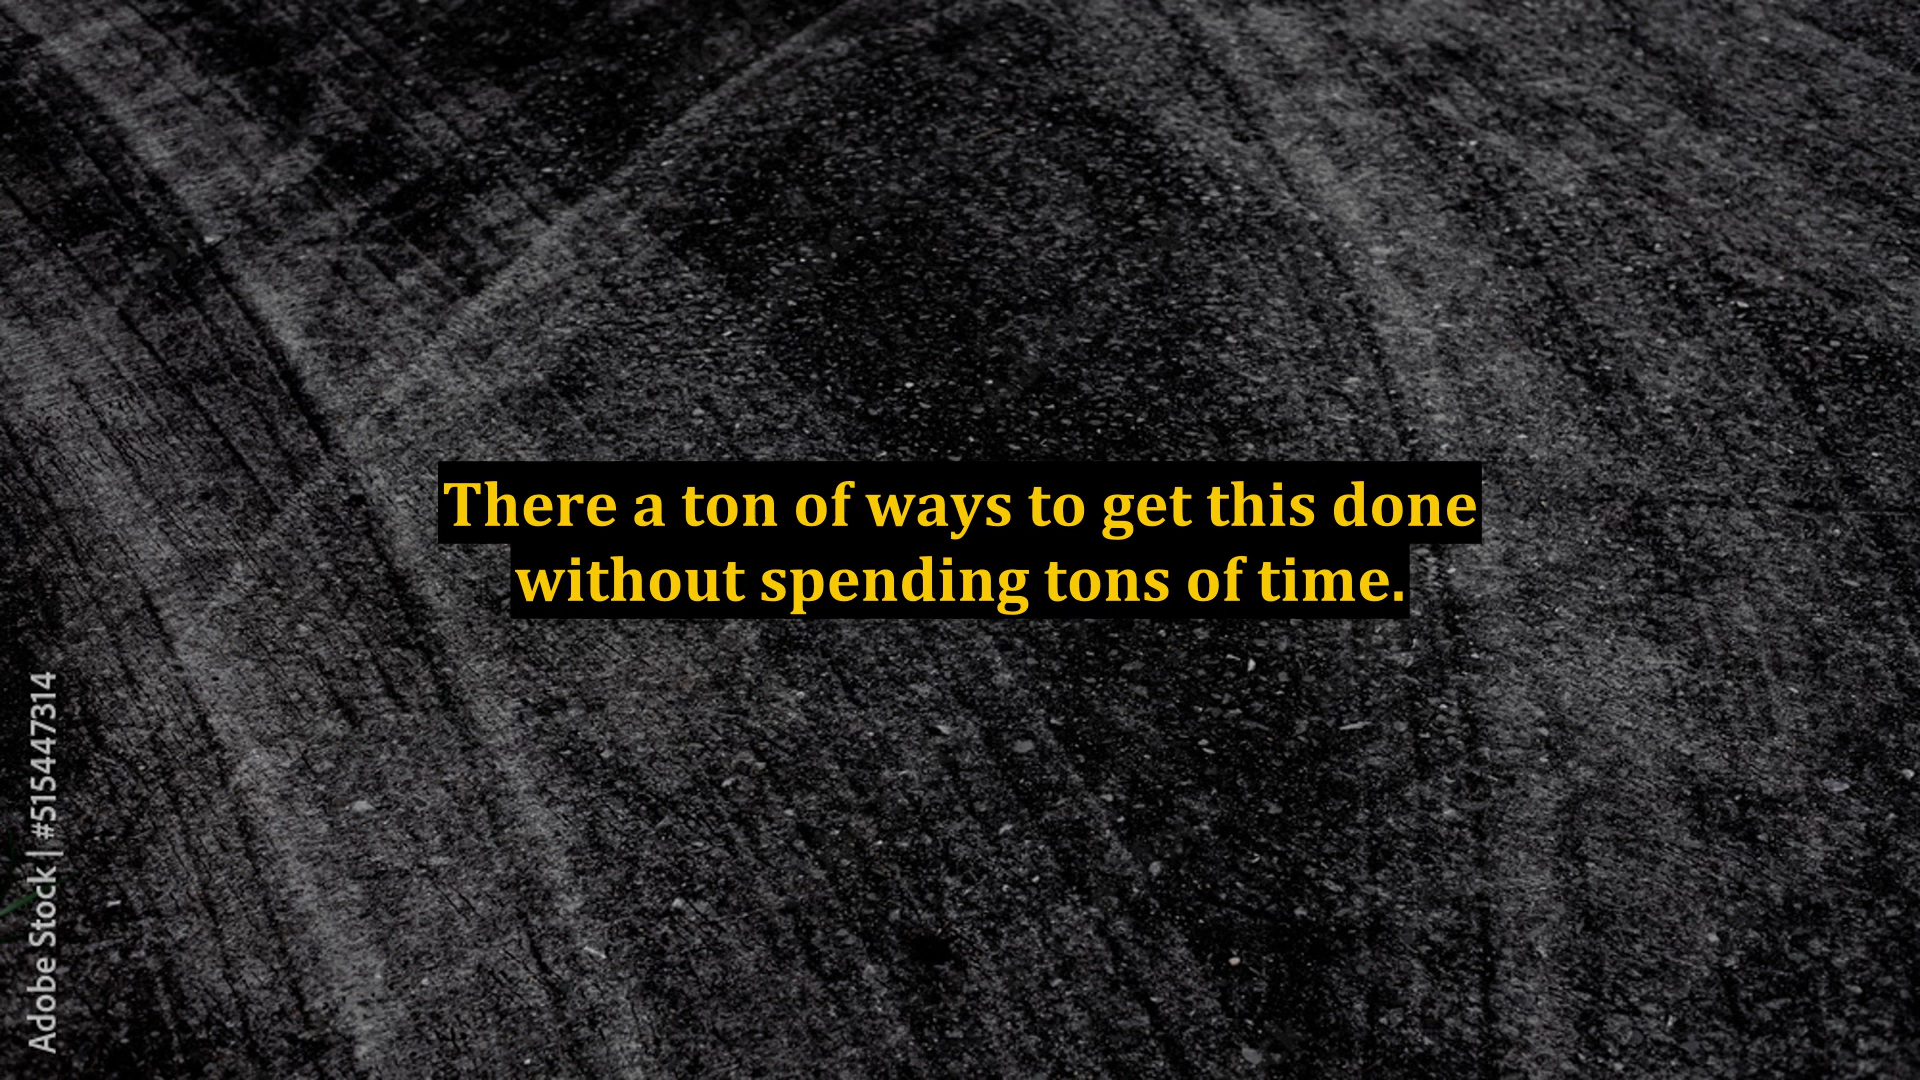 There a ton of ways to get this done
without spending tons of time.
Adobe Stock | #515447314